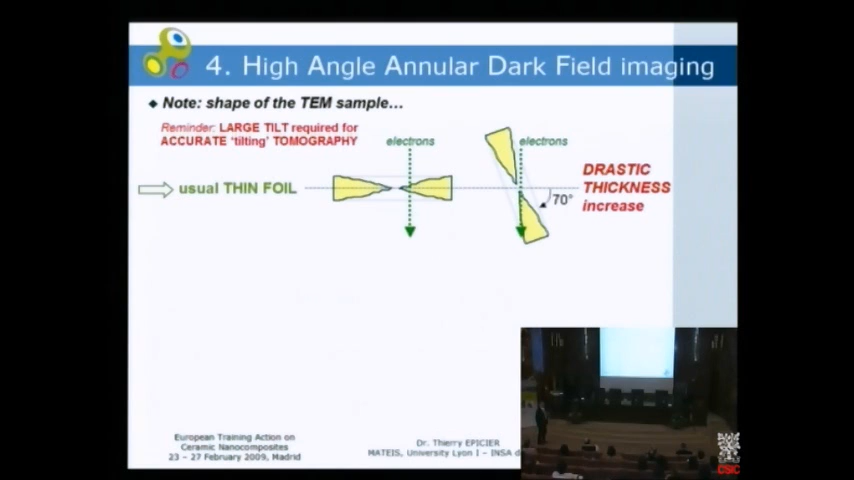 4. High Angle Annular Dark Field imaging
Note: shape of the TEM sample...
Reminder: LARGE TILT required for
ACCURATE 'tilting' TOMOGRAPHY
electrons
electrons
usual THIN FOIL
70°
DRASTIC
THICKNESS
increase
European Training Action on
Ceramic Nanocomposites
23 – 27 February 2009, Madrid
Dr. Thierry EPICIER
MATEIS, University Lyon I – INSA d
CSIC